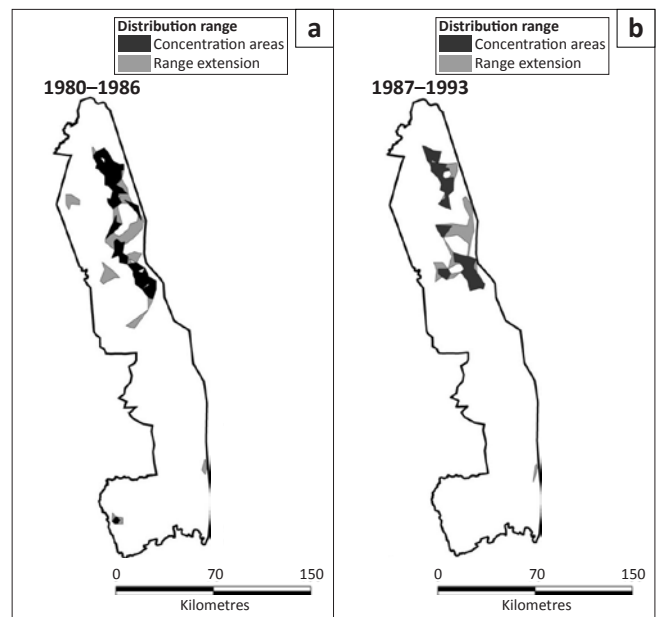 Distribution range
Concentration areas
Range extension
a
1980–1986
0 70 150
Kilometres
Distribution range
Concentration areas
Range extension
b
1987–1993
0 70 150
Kilometres